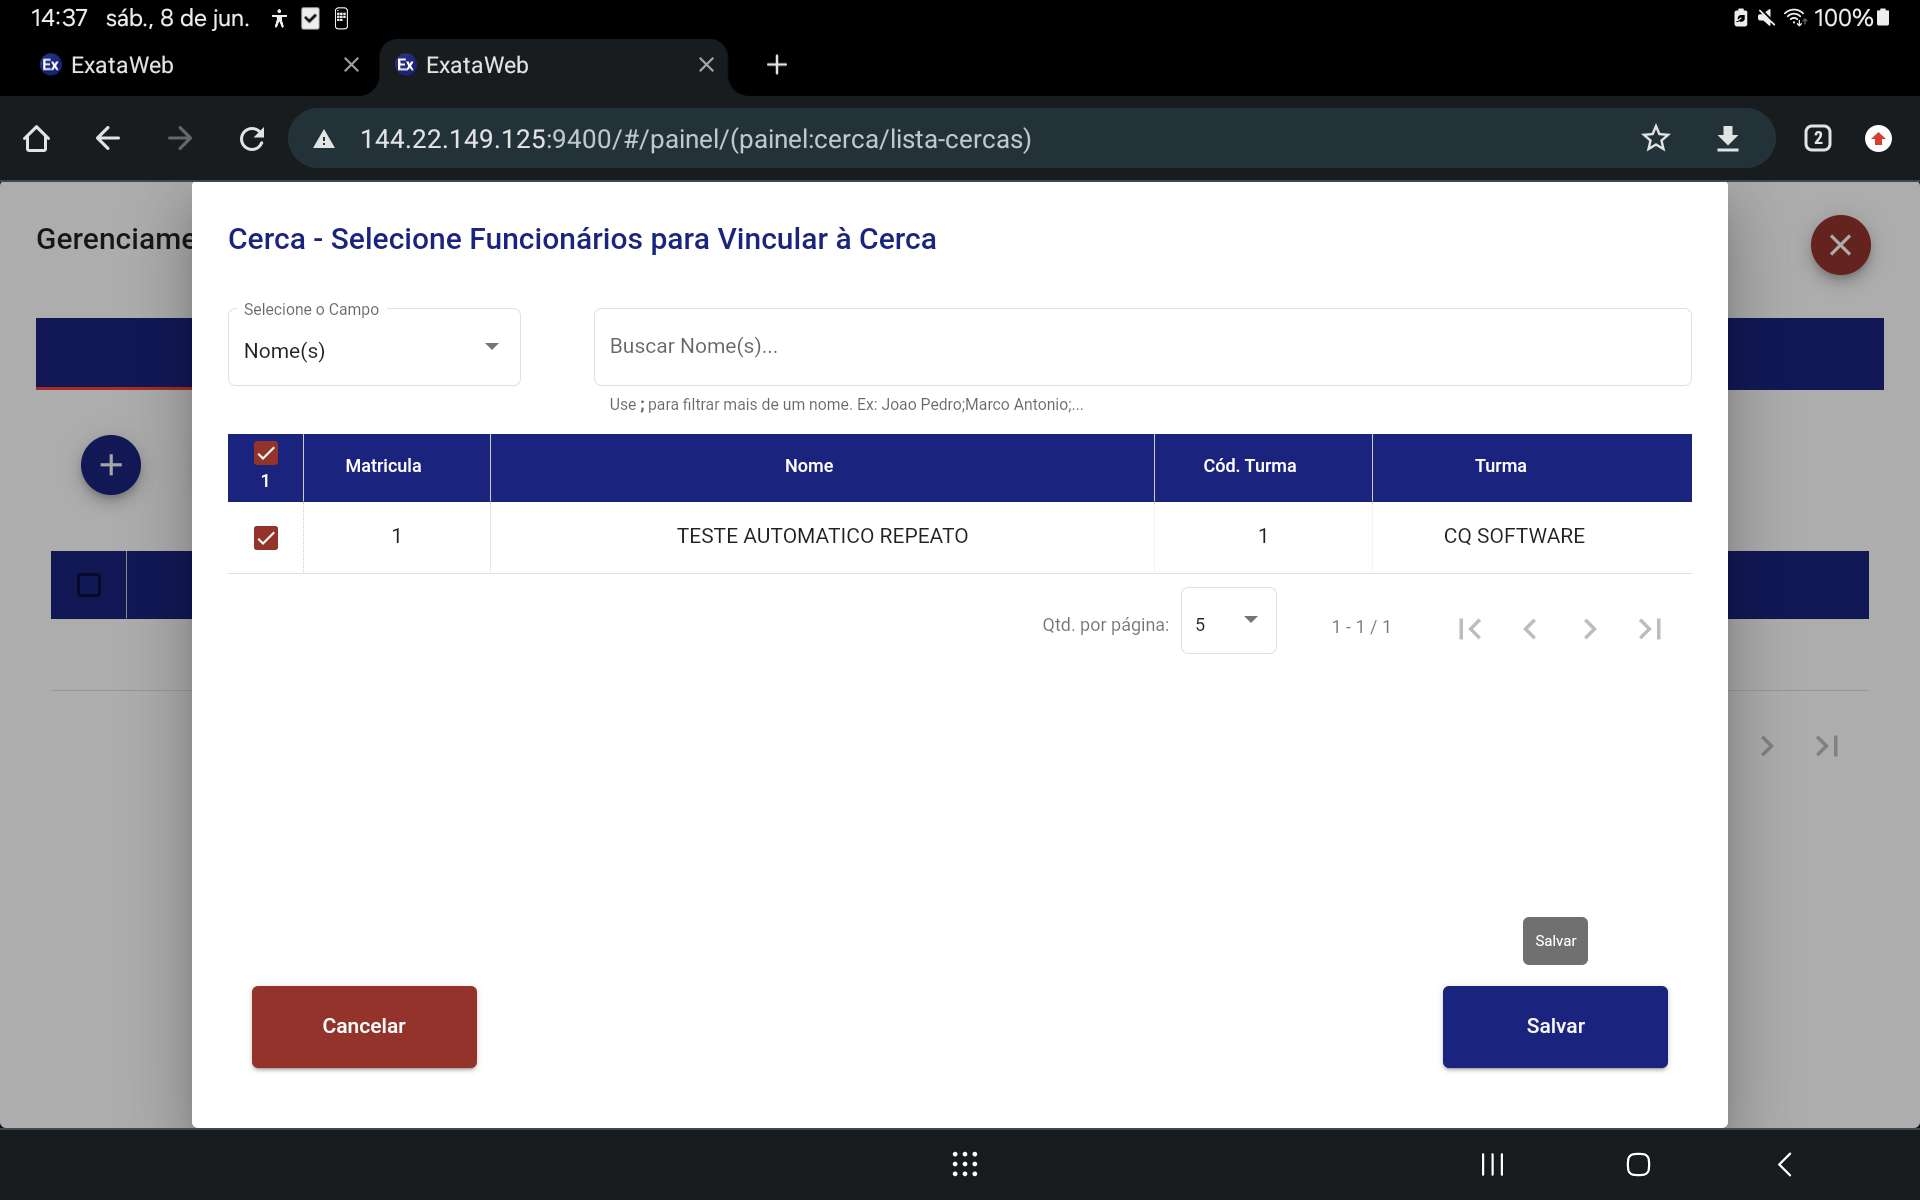 14:37 sáb., 8 de jun. 100%
Ex ExataWeb Ex ExataWeb
144.22.149.125:9400/#/painel/(painel:cerca/lista-cercas) 2
Gerenciame
Cerca - Selecione Funcionários para Vincular à Cerca
Selecione o Campo
Nome(s)
Buscar Nome(s)...
Use ; para filtrar mais de um nome. Ex: Joao Pedro;Marco Antonio;...
1 Matricula Nome Cód. Turma Turma
1 TESTE AUTOMATICO REPEATO 1 CQ SOFTWARE
Qtd. por página: 5 1 - 1 / 1
Salvar
Cancelar Salvar